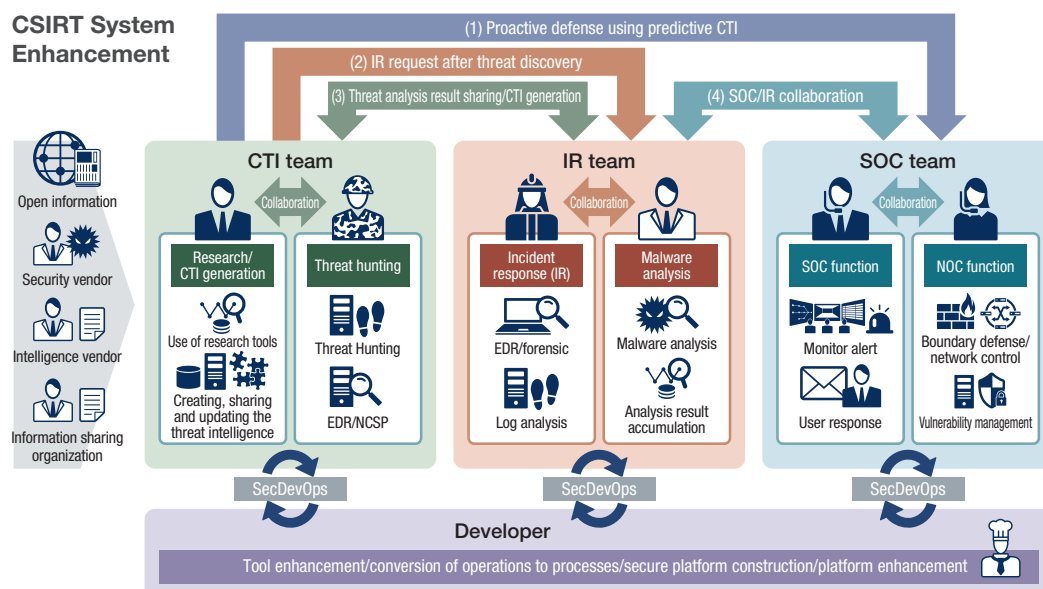 CSIRT System
Enhancement
(1) Proactive defense using predictive CTI
(2) IR request after threat discovery
(3) Threat analysis result sharing/CTI generation
(4) SOC/IR collaboration
Open information
Security vendor
Intelligence vendor
Information sharing
organization
CTI team
Collaboration
Research/
CTI generation
Use of research tools
Creating, sharing
and updating the
threat intelligence
Threat hunting
Threat Hunting
EDR/NCSP
IR team
Collaboration
Incident
response (IR)
EDR/forensic
Log analysis
Malware
analysis
Malware analysis
Analysis result
accumulation
SOC team
Collaboration
SOC function
Monitor alert
User response
NOC function
Boundary defense/
network control
Vulnerability management
SecDevOps
SecDevOps
SecDevOps
Developer
Tool enhancement/conversion of operations to processes/secure platform construction/platform enhancement